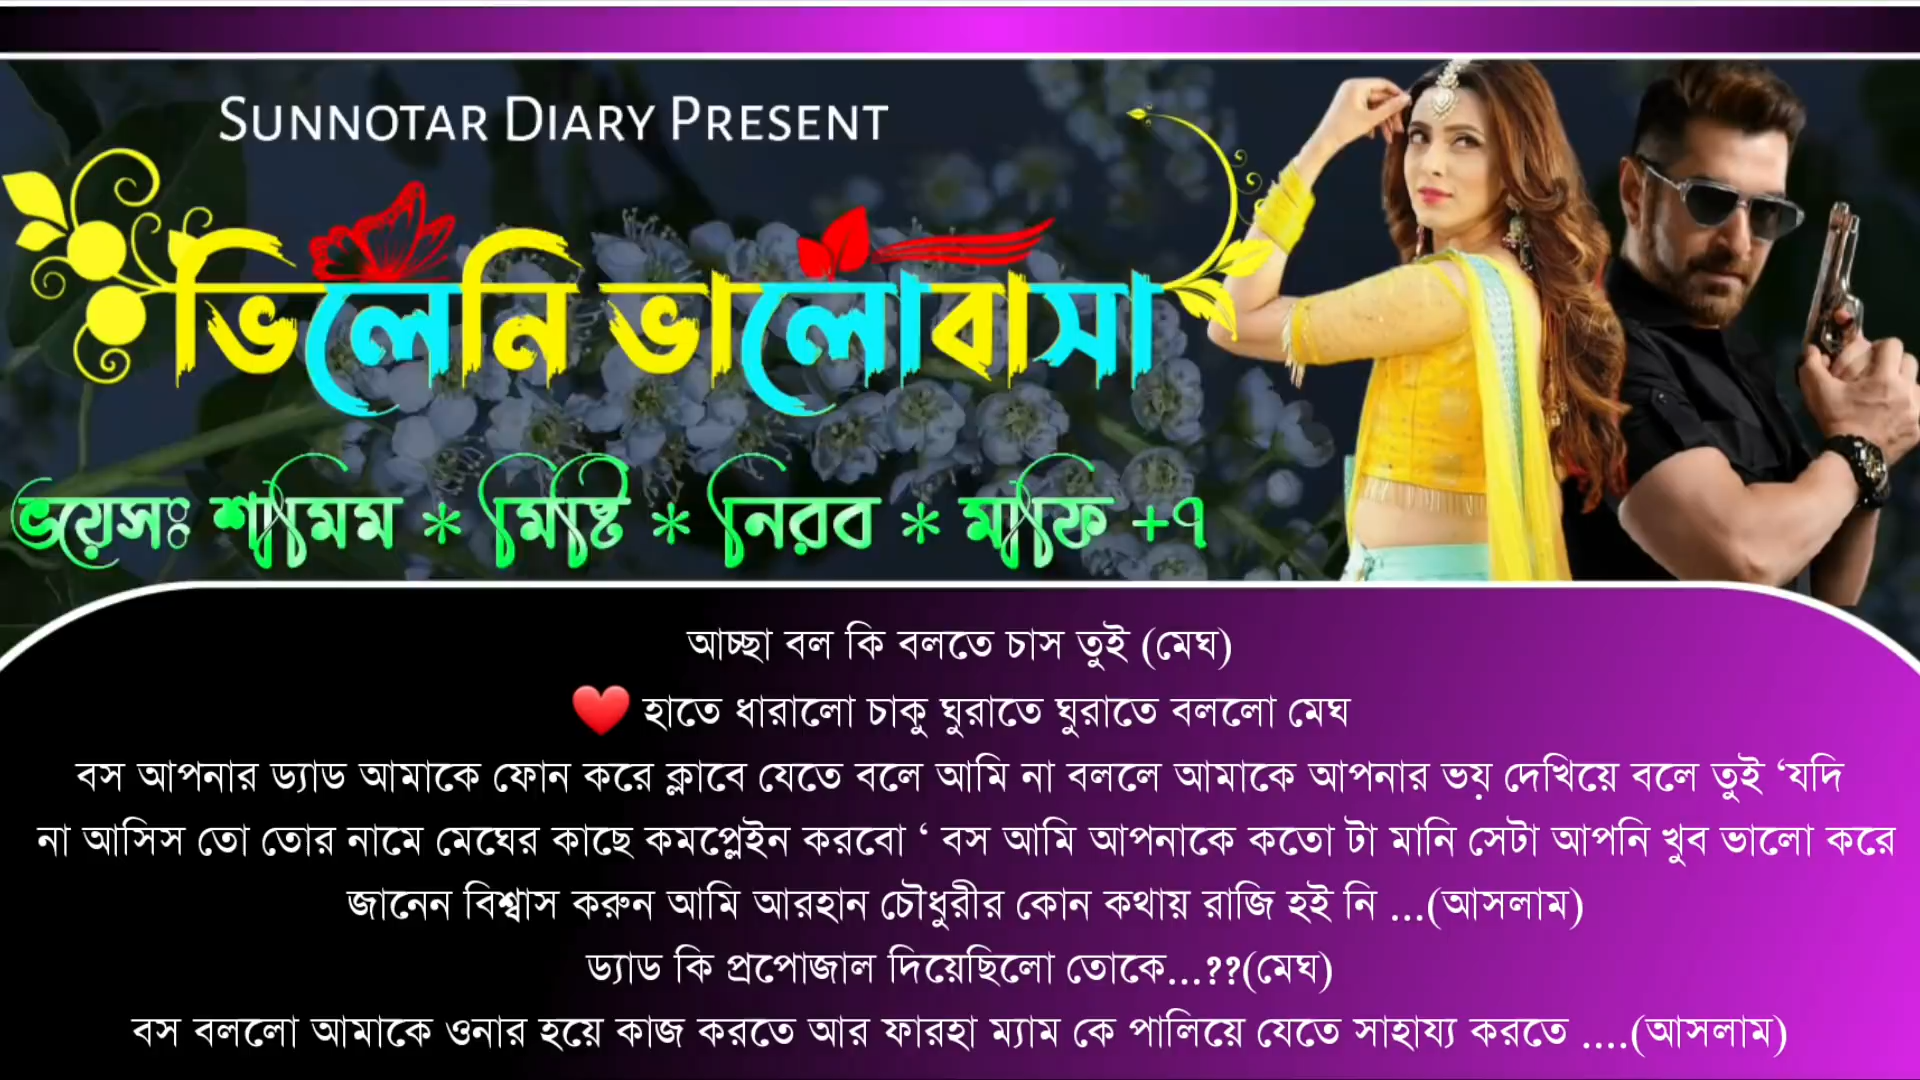 SUNNOTAR DIARY PRESENT
ভিলেনি ভালোবাসা
ভয়েসঃ শামিম * মিষ্টি * নিরব * মাফি +৭
আচ্ছা বল কি বলতে চাস তুই (মেঘ)
❤️ হাতে ধারালো চাকু ঘুরাতে ঘুরাতে বললো মেঘ
বস আপনার ড্যাড আমাকে ফোন করে ক্লাবে যেতে বলে আমি না বললে আমাকে আপনার ভয় দেখিয়ে বলে তুই ‘যদি
না আসিস তো তোর নামে মেঘের কাছে কমপ্লেইন করবো ‘ বস আমি আপনাকে কতো টা মানি সেটা আপনি খুব ভালো করে
জানেন বিশ্বাস করুন আমি আরহান চৌধুরীর কোন কথায় রাজি হই নি ...(আসলাম)
ড্যাড কি প্রপোজাল দিয়েছিলো তোকে...??(মেঘ)
বস বললো আমাকে ওনার হয়ে কাজ করতে আর ফারহা ম্যাম কে পালিয়ে যেতে সাহায্য করতে ....(আসলাম)